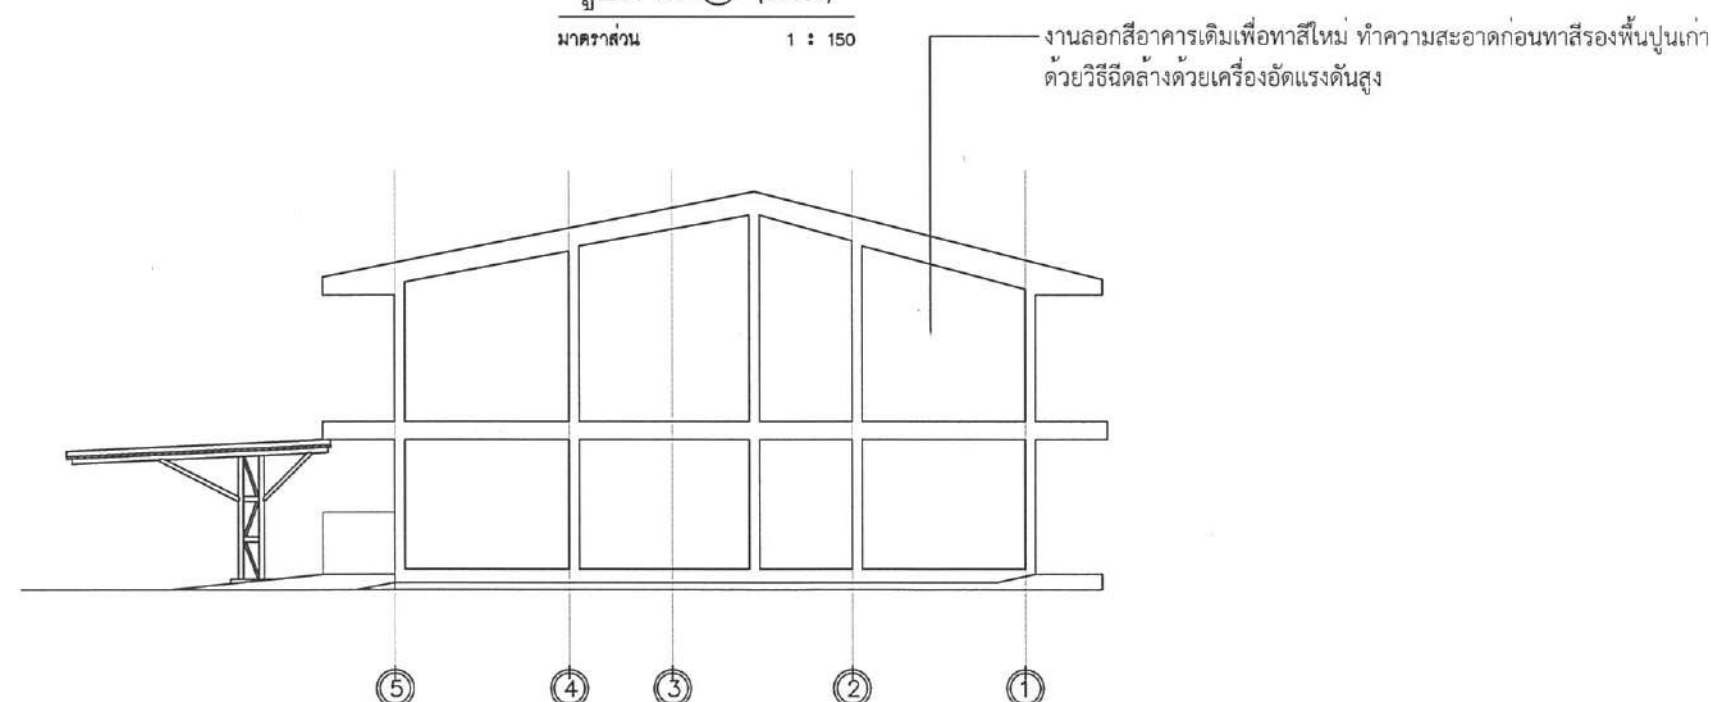 มาตราส่วน 1 : 150
งานลอกสีอาคารเดิมเพื่อทาสีใหม่ ทำความสะอาดก่อนทาสีรองพื้นปูนเก่า
ด้วยวิธีฉีดล้างด้วยเครื่องอัดแรงดันสูง
5 4 3 2 1